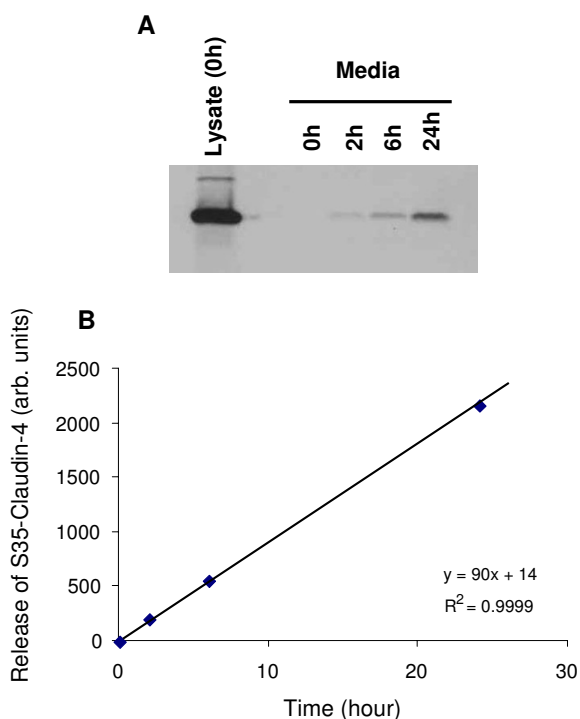 A
Lysate (0h)
Media
0h
2h
6h
24h
B
Release of S35-Claudin-4 (arb. units)
2500
2000
1500
1000
500
0
y = 90x + 14
R² = 0.9999
0
10
20
30
Time (hour)